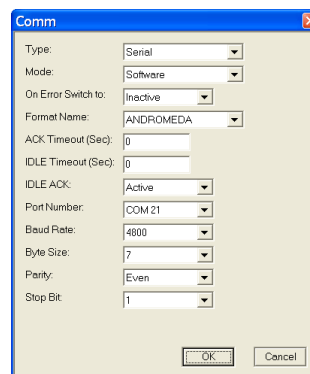 Comm
Type: Serial
Mode: Software
On Error Switch to: Inactive
Format Name: ANDROMEDA
ACK Timeout (Sec): 0
IDLE Timeout (Sec): 0
IDLE ACK: Active
Port Number: COM 21
Baud Rate: 4800
Byte Size: 7
Parity: Even
Stop Bit: 1
OK Cancel